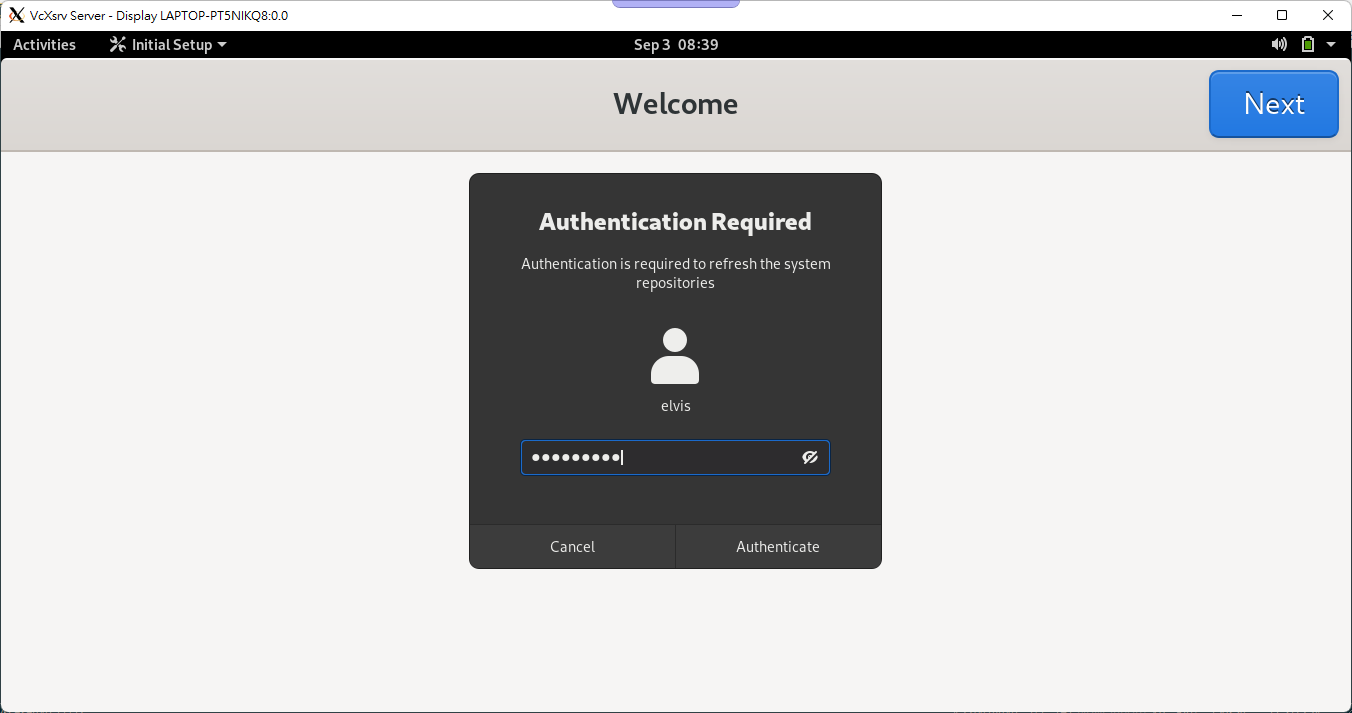 VcXsrv Server - Display LAPTOP-PT5NIKQ8:0.0
Activities Initial Setup Sep 3 08:39
Welcome Next
Authentication Required
Authentication is required to refresh the system
repositories
elvis
●●●●●●●●●
Cancel Authenticate